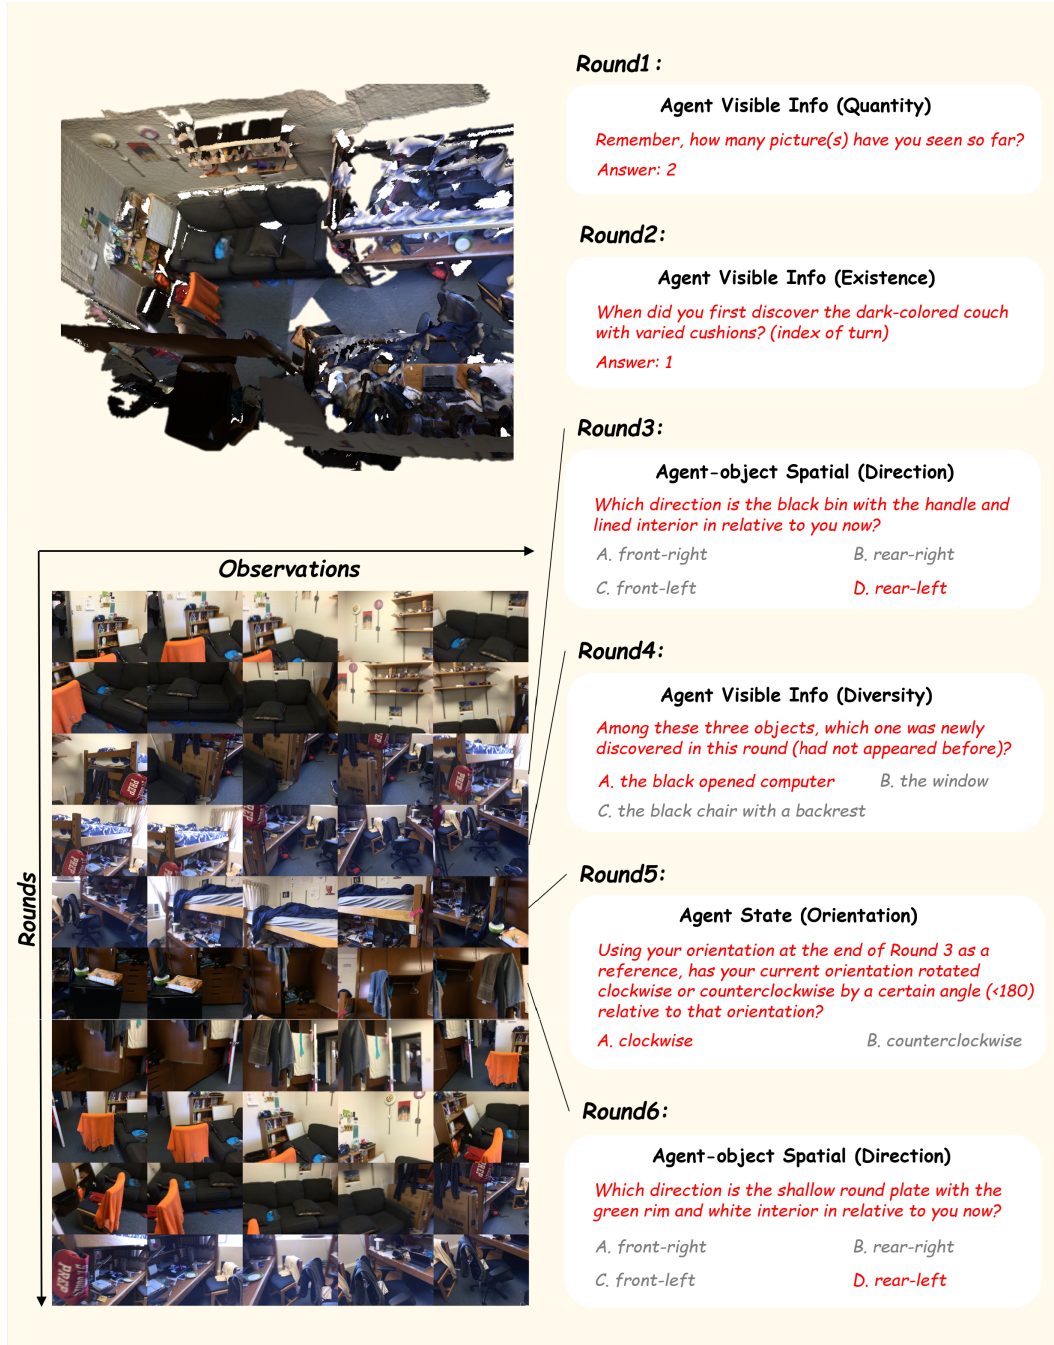 Round1:
Agent Visible Info (Quantity)
Remember, how many picture(s) have you seen so far?
Answer: 2
Round2:
Agent Visible Info (Existence)
When did you first discover the dark-colored couch
with varied cushions? (index of turn)
Answer: 1
Round3:
Agent-object Spatial (Direction)
Which direction is the black bin with the handle and
lined interior in relative to you now?
A. front-right
B. rear-right
C. front-left
D. rear-left
Round4:
Agent Visible Info (Diversity)
Among these three objects, which one was newly
discovered in this round (had not appeared before)?
A. the black opened computer
B. the window
C. the black chair with a backrest
Round5:
Agent State (Orientation)
Using your orientation at the end of Round 3 as a
reference, has your current orientation rotated
clockwise or counterclockwise by a certain angle (<180)
relative to that orientation?
A. clockwise
B. counterclockwise
Round6:
Agent-object Spatial (Direction)
Which direction is the shallow round plate with the
green rim and white interior in relative to you now?
A. front-right
B. rear-right
C. front-left
D. rear-left
Observations
Rounds
PREP
PREP
PREP